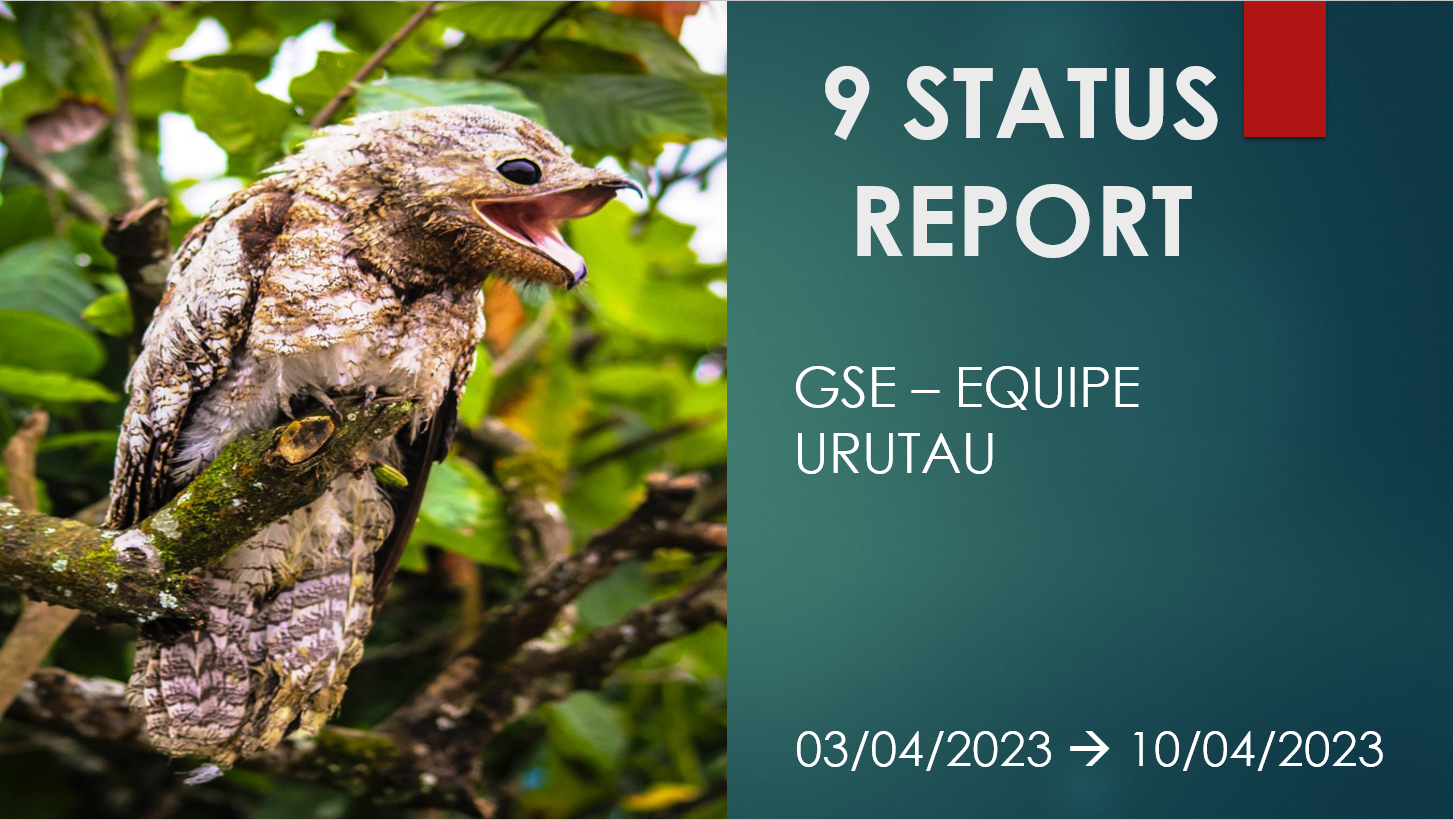 9 STATUS
REPORT
GSE – EQUIPE
URUTAU
03/04/2023 → 10/04/2023